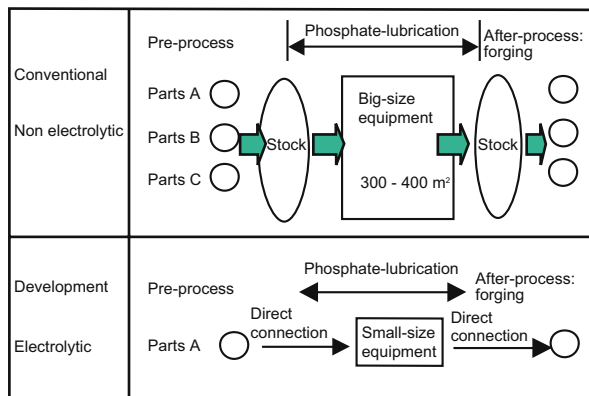 Phosphate-lubrication
Pre-process
After-process:
forging
Conventional
Non electrolytic
Parts A
Parts B
Parts C
Stock
Big-size
equipment
300 - 400 m²
Stock
Development
Electrolytic
Phosphate-lubrication
Pre-process
After-process:
forging
Direct
connection
Small-size
equipment
Direct
connection
Parts A